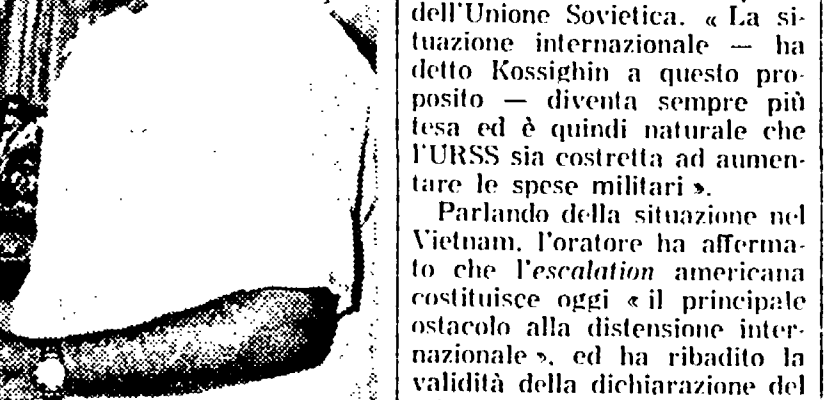 dell'Unione Sovietica. « La si-
tuazione internazionale — ha
detto Kossighin a questo pro-
posito — diventa sempre più
tesa ed è quindi naturale che
l'URSS sia costretta ad aumen-
tare le spese militari ».
Parlando della situazione nel
Vietnam, l'oratore ha afferma-
to che l'escalation americana
costituisce oggi « il principale
ostacolo alla distensione inter-
nazionale », ed ha ribadito la
validità della dichiarazione del